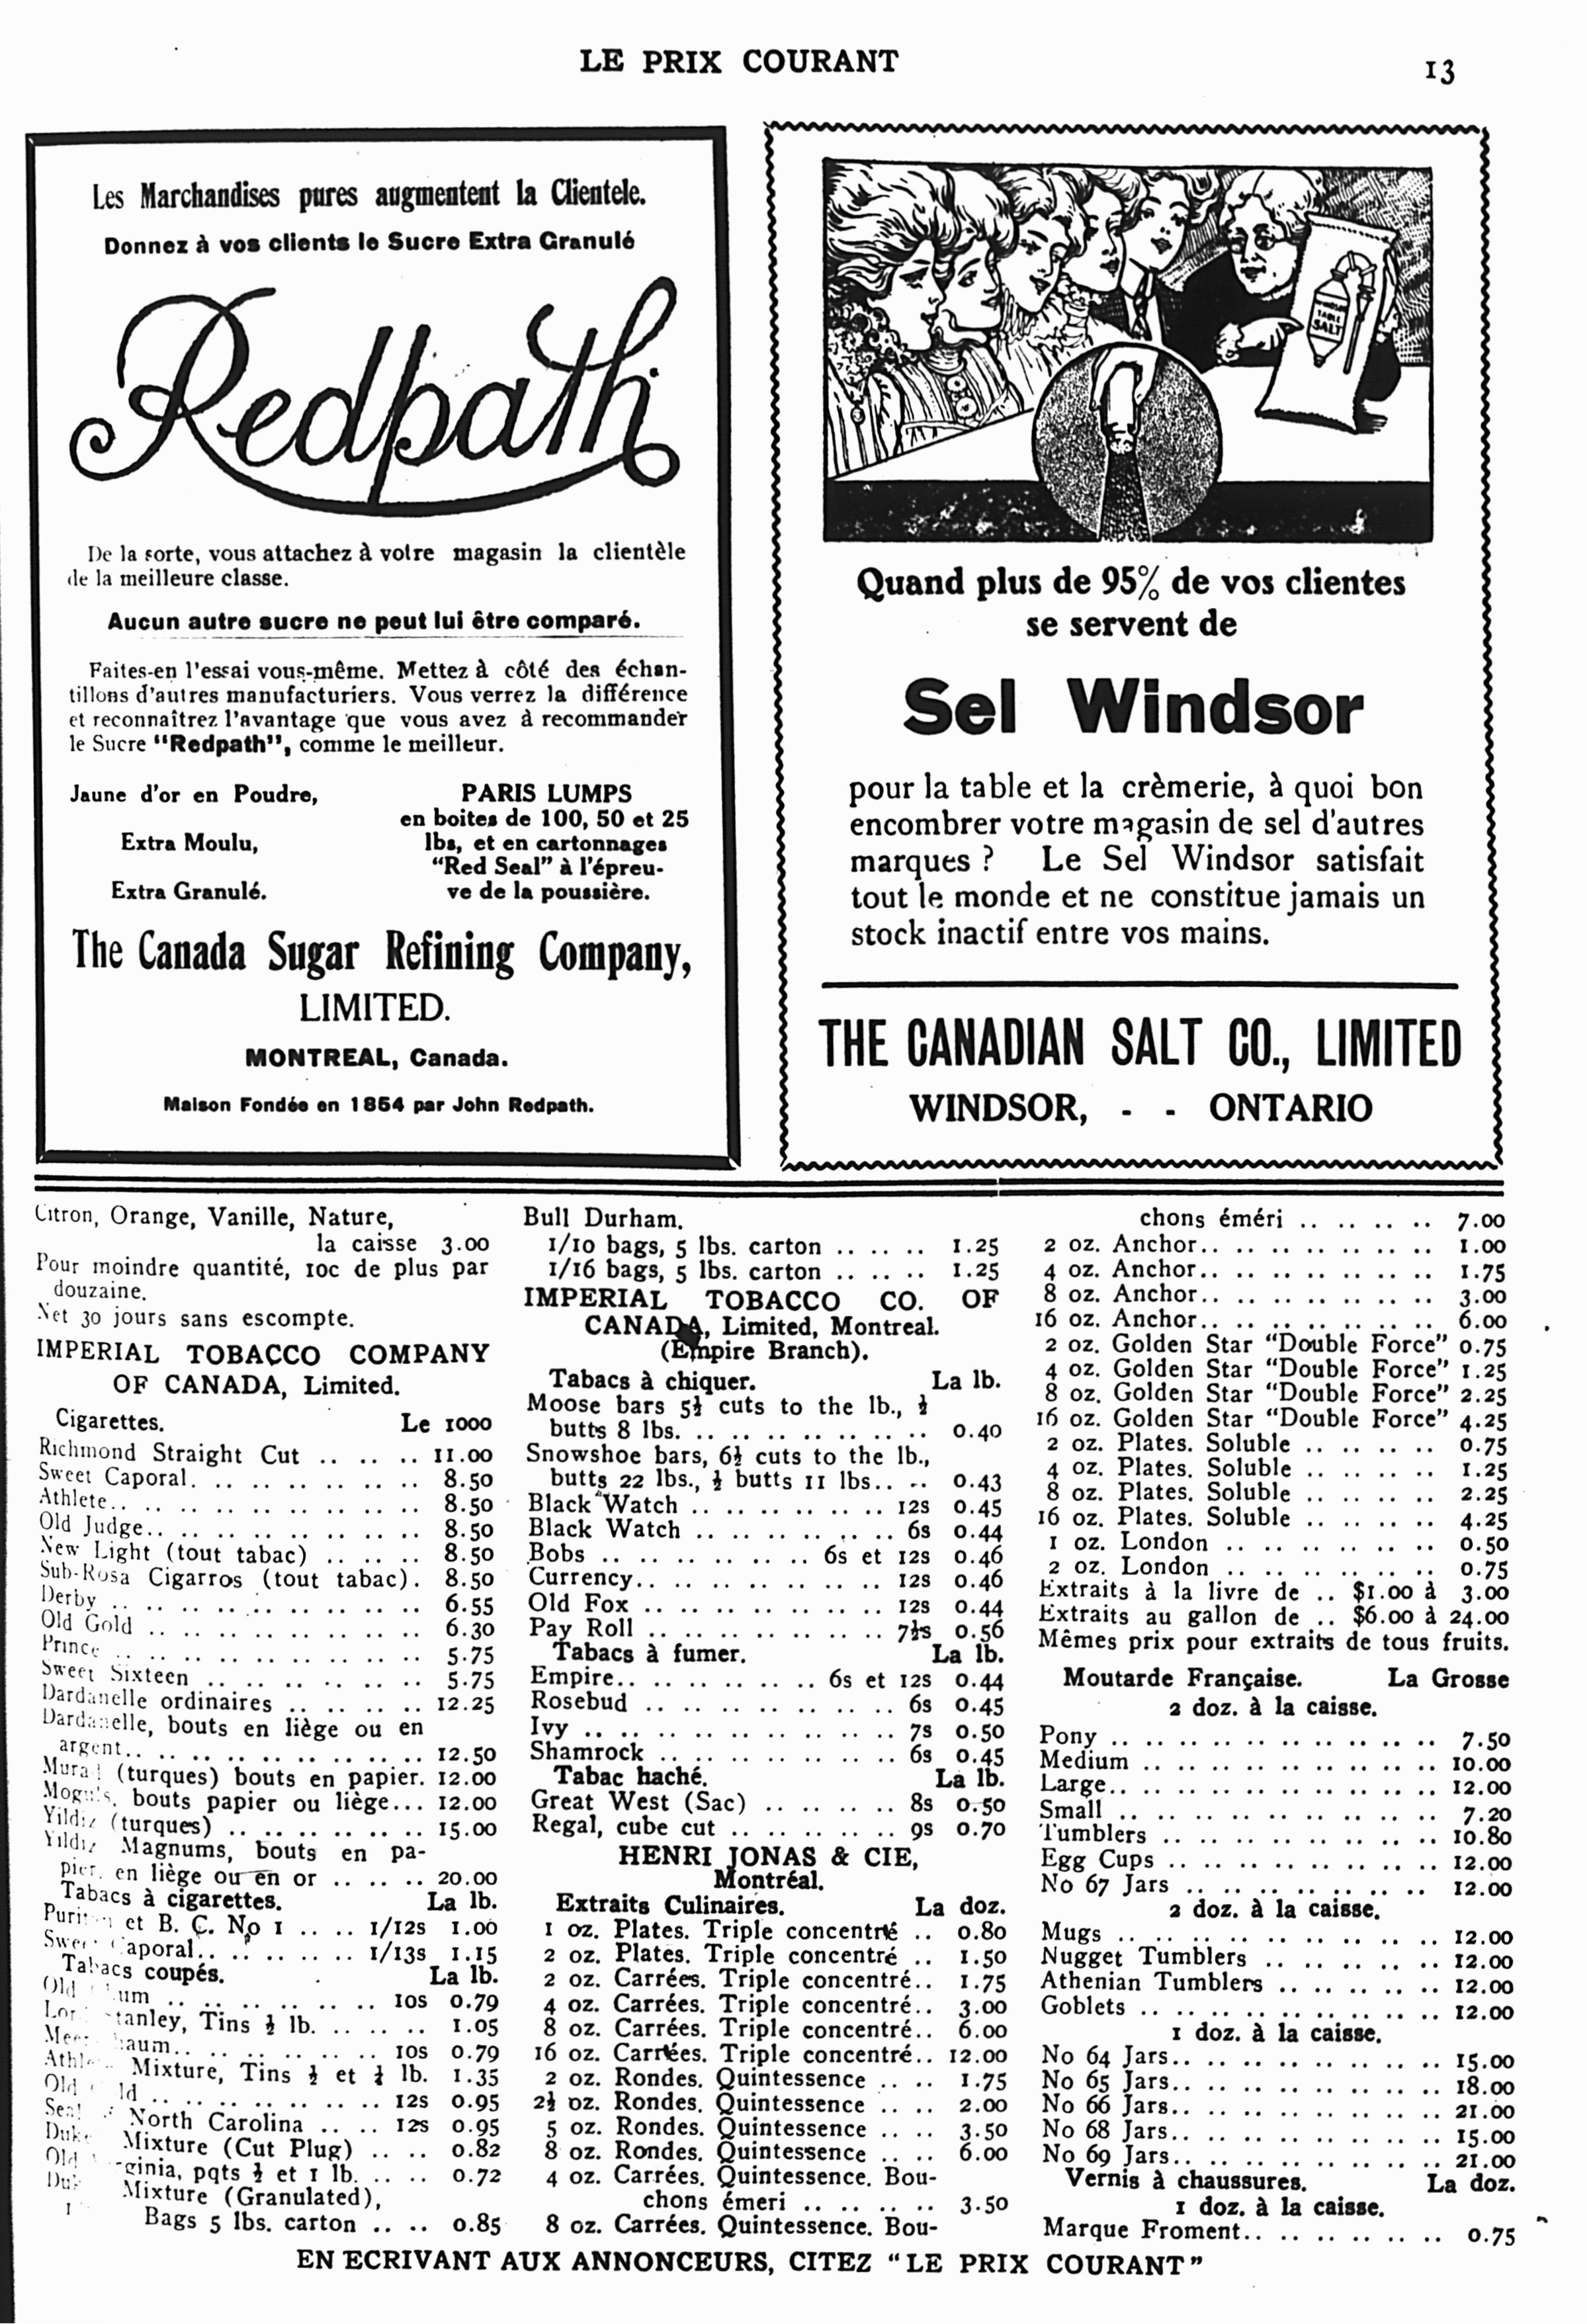 LE PRIX COURANT
13
Les Marchandises pures augmentent la Clientele.
Donnez à vos clients le Sucre Extra Granulé
Redpath
De la sorte, vous attachez à votre magasin la clientèle
de la meilleure classe.
Aucun autre sucre ne peut lui être comparé.
Faites-en l'essai vous-même. Mettez à côté des échan-
tillons d'autres manufacturiers. Vous verrez la différence
et reconnaîtrez l'avantage que vous avez à recommander
le Sucre "Redpath", comme le meilleur.
Jaune d'or en Poudre,
Extra Moulu,
Extra Granulé.
PARIS LUMPS
en boites de 100, 50 et 25
lbs, et en cartonnages
"Red Seal" à l'épreu-
ve de la poussière.
The Canada Sugar Refining Company,
LIMITED.
MONTREAL, Canada.
Maison Fondée en 1854 par John Redpath.
TABLE
SALT
Quand plus de 95% de vos clientes
se servent de
Sel Windsor
pour la table et la crèmerie, à quoi bon
encombrer votre magasin de sel d'autres
marques ? Le Sel Windsor satisfait
tout le monde et ne constitue jamais un
stock inactif entre vos mains.
THE CANADIAN SALT CO., LIMITED
WINDSOR, - - ONTARIO
Citron, Orange, Vanille, Nature,
la caisse 3.00
Pour moindre quantité, 10c de plus par
douzaine.
Net 30 jours sans escompte.
IMPERIAL TOBACCO COMPANY
OF CANADA, Limited.
Cigarettes. Le 1000
Richmond Straight Cut .. .. .. 11.00
Sweet Caporal. .. .. .. .. .. .. 8.50
Athlete.. .. .. .. .. .. .. .. .. 8.50
Old Judge.. .. .. .. .. .. .. .. 8.50
New Light (tout tabac) .. .. .. 8.50
Sub-Rosa Cigarros (tout tabac). 8.50
Derby .. .. .. .. .. .. .. .. .. 6.55
Old Gold .. .. .. .. .. .. .. .. 6.30
Prince .. .. .. .. .. .. .. .. .. 5.75
Sweet Sixteen .. .. .. .. .. .. 5.75
Dardanelle ordinaires .. .. .. .. 12.25
Dardanelle, bouts en liège ou en
argent.. .. .. .. .. .. .. .. .. 12.50
Murad (turques) bouts en papier. 12.00
Moguls, bouts papier ou liège... 12.00
Yildiz (turques) .. .. .. .. .. .. 15.00
Yildiz Magnums, bouts en pa-
pier. en liège ou en or .. .. .. 20.00
Tabacs à cigarettes. La lb.
Puritan et B. C. No 1 .. .. 1/12s 1.00
Sweet Caporal.. .. .. .. .. 1/13s 1.15
Tabacs coupés. La lb.
Old um .. .. .. .. .. .. 10s 0.79
Lord Stanley, Tins ½ lb. .. .. .. 1.05
Meerschaum.. .. .. .. .. .. 10s 0.79
Athlete Mixture, Tins ½ et ¼ lb. 1.35
Old Gold .. .. .. .. .. .. .. 12s 0.95
Seal of North Carolina .. .. 12s 0.95
Duke Mixture (Cut Plug) .. .. 0.82
Old Virginia, pqts ½ et 1 lb. .. .. 0.72
Duke Mixture (Granulated),
Bags 5 lbs. carton .. .. 0.85
Bull Durham.
1/10 bags, 5 lbs. carton .. .. .. 1.25
1/16 bags, 5 lbs. carton .. .. .. 1.25
IMPERIAL TOBACCO CO. OF
CANADA, Limited, Montreal.
(Empire Branch).
Tabacs à chiquer. La lb.
Moose bars 5½ cuts to the lb., ½
butts 8 lbs. .. .. .. .. .. .. .. 0.40
Snowshoe bars, 6½ cuts to the lb.,
butts 22 lbs., ½ butts 11 lbs.. .. 0.43
Black Watch .. .. .. .. .. .. 12s 0.45
Black Watch .. .. .. .. .. .. 6s 0.44
Bobs .. .. .. .. .. .. 6s et 12s 0.46
Currency.. .. .. .. .. .. .. 12s 0.46
Old Fox .. .. .. .. .. .. .. 12s 0.44
Pay Roll .. .. .. .. .. .. .. 7½s 0.56
Tabacs à fumer. La lb.
Empire.. .. .. .. .. .. 6s et 12s 0.44
Rosebud .. .. .. .. .. .. .. 6s 0.45
Ivy .. .. .. .. .. .. .. .. .. 7s 0.50
Shamrock .. .. .. .. .. .. .. 6s 0.45
Tabac haché. La lb.
Great West (Sac) .. .. .. .. 8s 0.50
Regal, cube cut .. .. .. .. .. 9s 0.70
HENRI JONAS & CIE,
Montréal.
Extraits Culinaires. La doz.
1 oz. Plates. Triple concentré .. 0.80
2 oz. Plates. Triple concentré .. 1.50
2 oz. Carrées. Triple concentré.. 1.75
4 oz. Carrées. Triple concentré.. 3.00
8 oz. Carrées. Triple concentré.. 6.00
16 oz. Carrées. Triple concentré.. 12.00
2 oz. Rondes. Quintessence .. .. 1.75
2½ oz. Rondes. Quintessence .. .. 2.00
5 oz. Rondes. Quintessence .. .. 3.50
8 oz. Rondes. Quintessence .. .. 6.00
4 oz. Carrées. Quintessence. Bou-
chons émeri .. .. .. .. .. 3.50
8 oz. Carrées. Quintessence. Bou-
chons éméri .. .. .. .. .. 7.00
2 oz. Anchor.. .. .. .. .. .. .. 1.00
4 oz. Anchor.. .. .. .. .. .. .. 1.75
8 oz. Anchor.. .. .. .. .. .. .. 3.00
16 oz. Anchor.. .. .. .. .. .. .. 6.00
2 oz. Golden Star "Double Force" 0.75
4 oz. Golden Star "Double Force" 1.25
8 oz. Golden Star "Double Force" 2.25
16 oz. Golden Star "Double Force" 4.25
2 oz. Plates. Soluble .. .. .. .. 0.75
4 oz. Plates. Soluble .. .. .. .. 1.25
8 oz. Plates. Soluble .. .. .. .. 2.25
16 oz. Plates. Soluble .. .. .. .. 4.25
1 oz. London .. .. .. .. .. .. 0.50
2 oz. London .. .. .. .. .. .. 0.75
Extraits à la livre de .. $1.00 à 3.00
Extraits au gallon de .. $6.00 à 24.00
Mêmes prix pour extraits de tous fruits.
Moutarde Française. La Grosse
2 doz. à la caisse.
Pony .. .. .. .. .. .. .. .. .. 7.50
Medium .. .. .. .. .. .. .. .. 10.00
Large.. .. .. .. .. .. .. .. .. 12.00
Small .. .. .. .. .. .. .. .. .. 7.20
Tumblers .. .. .. .. .. .. .. .. 10.80
Egg Cups .. .. .. .. .. .. .. .. 12.00
No 67 Jars .. .. .. .. .. .. .. 12.00
2 doz. à la caisse.
Mugs .. .. .. .. .. .. .. .. .. 12.00
Nugget Tumblers .. .. .. .. .. 12.00
Athenian Tumblers .. .. .. .. .. 12.00
Goblets .. .. .. .. .. .. .. .. 12.00
1 doz. à la caisse.
No 64 Jars.. .. .. .. .. .. .. .. 15.00
No 65 Jars.. .. .. .. .. .. .. .. 18.00
No 66 Jars.. .. .. .. .. .. .. .. 21.00
No 68 Jars.. .. .. .. .. .. .. .. 15.00
No 69 Jars.. .. .. .. .. .. .. .. 21.00
Vernis à chaussures. La doz.
1 doz. à la caisse.
Marque Froment.. .. .. .. .. .. 0.75
EN ECRIVANT AUX ANNONCEURS, CITEZ "LE PRIX COURANT"